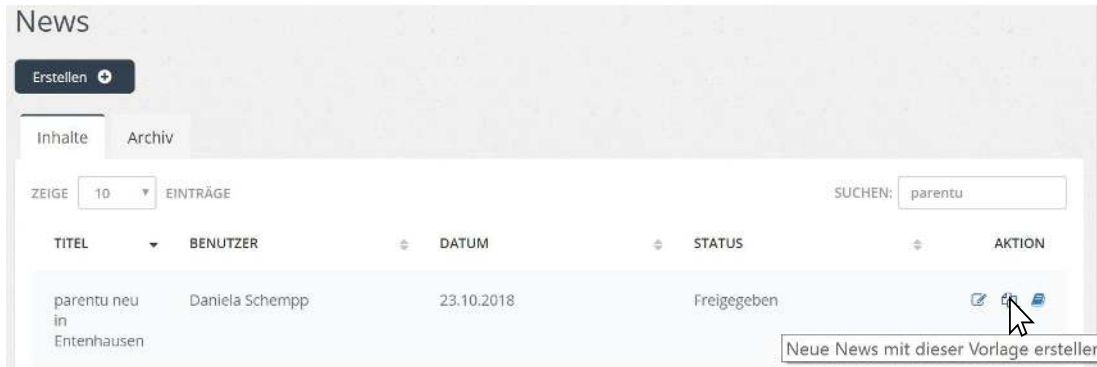 News
Erstellen
Inhalte Archiv
ZEIGE 10 EINTRÄGE SUCHEN: parentu
TITEL BENUTZER DATUM STATUS AKTION
parentu neu Daniela Schempp 23.10.2018 Freigegeben
in
Entenhausen
Neue News mit dieser Vorlage ersteller